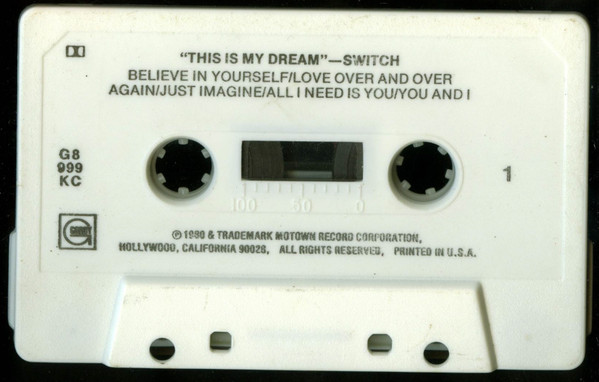 "THIS IS MY DREAM"—SWITCH
BELIEVE IN YOURSELF/LOVE OVER AND OVER
AGAIN/JUST IMAGINE/ALL I NEED IS YOU/YOU AND I
G8
999
KC
1
100 50 0
GORDY
℗ 1980 & TRADEMARK MOTOWN RECORD CORPORATION,
HOLLYWOOD, CALIFORNIA 90028, ALL RIGHTS RESERVED, PRINTED IN U.S.A.